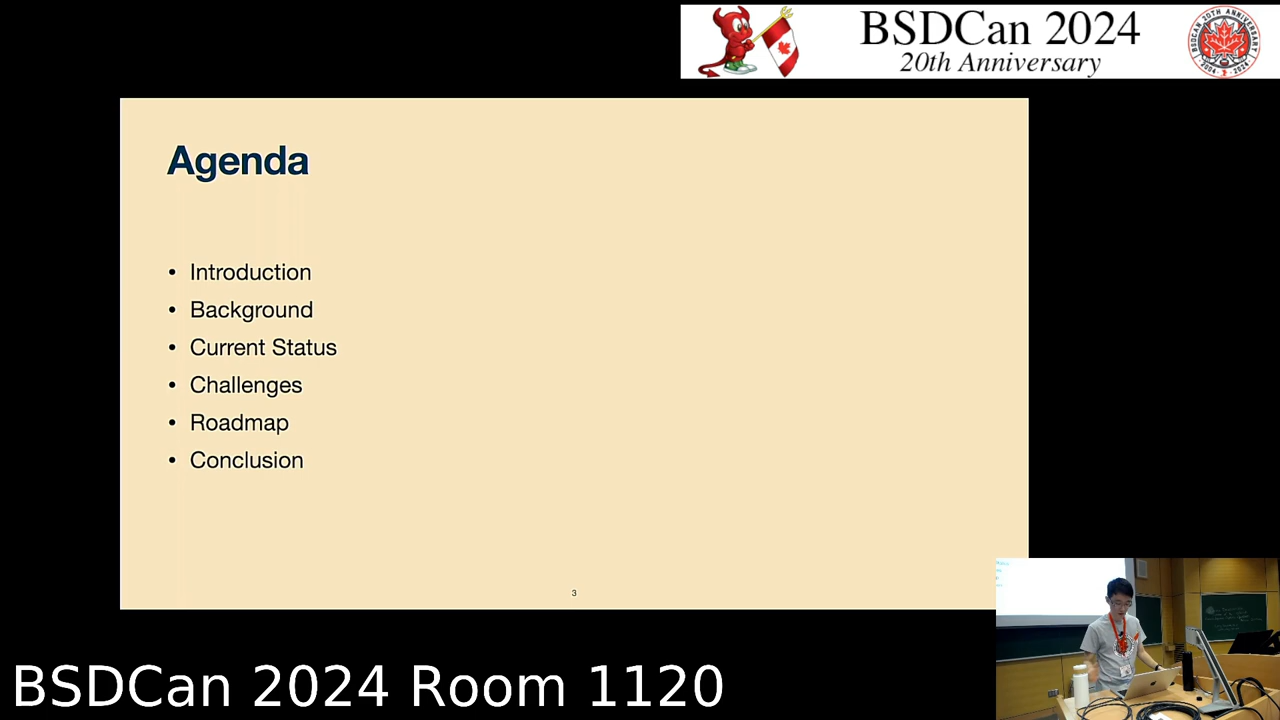 BSDCan 2024
20th Anniversary
Agenda
• Introduction
• Background
• Current Status
• Challenges
• Roadmap
• Conclusion
3
BSDCan 2024 Room 1120